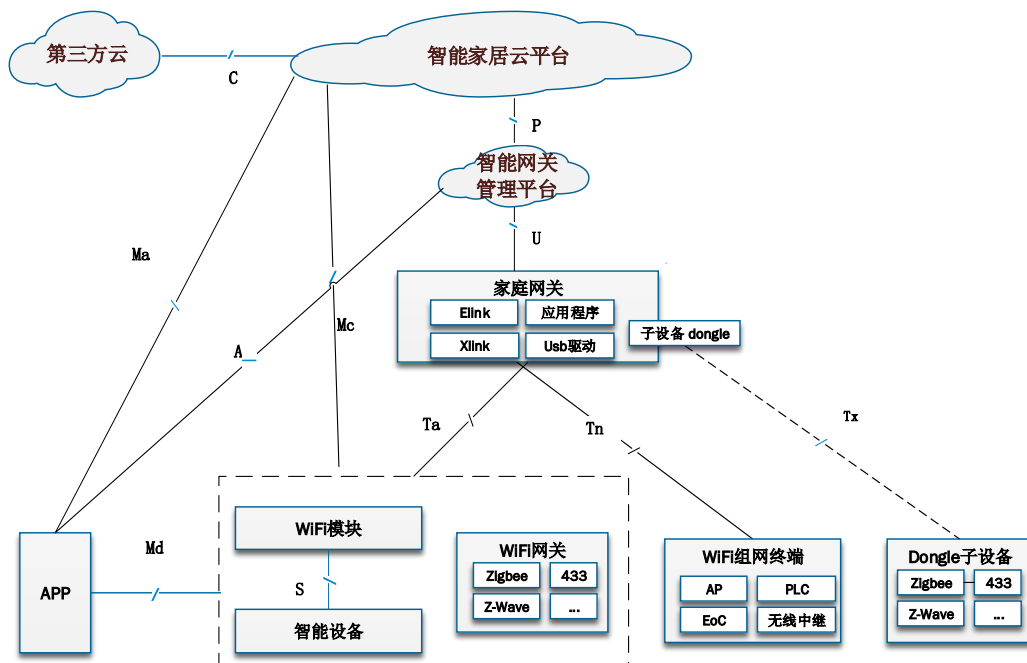 第三方云
智能家居云平台
C
P
智能网关
管理平台
U
Ma
家庭网关
Elink
应用程序
Xlink
Usb驱动
子设备 dongle
Mc
A_
Ta
Tn
Tx
WiFi模块
Md
S
智能设备
APP
WiFi网关
Zigbee
433
Z-Wave
...
WiFi组网终端
AP
PLC
EoC
无线中继
Dongle子设备
Zigbee
433
Z-Wave
...